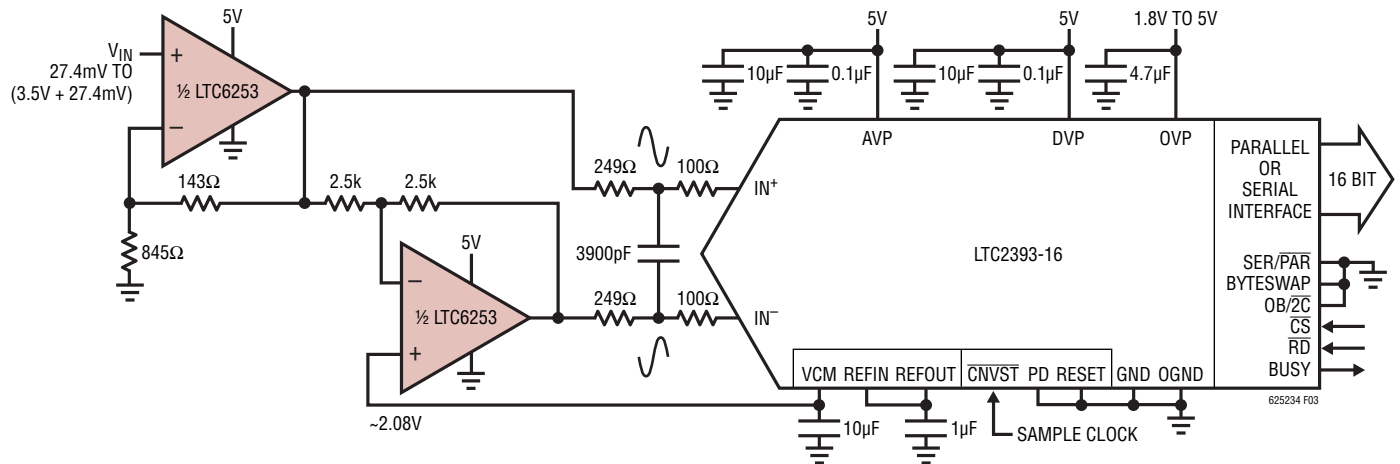 5V
V_IN
27.4mV TO
(3.5V + 27.4mV)
+
½ LTC6253
–
143Ω
845Ω
2.5k
2.5k
5V
–
½ LTC6253
+
~2.08V
249Ω
100Ω
3900pF
249Ω
100Ω
5V
10µF
0.1µF
5V
10µF
0.1µF
1.8V TO 5V
4.7µF
AVP
DVP
OVP
IN+
IN–
LTC2393-16
PARALLEL
OR
SERIAL
INTERFACE
16 BIT
SER/PAR
BYTESWAP
OB/2C
CS
RD
BUSY
VCM REFIN REFOUT CNVST PD RESET GND OGND
625234 F03
10µF
1µF
SAMPLE CLOCK